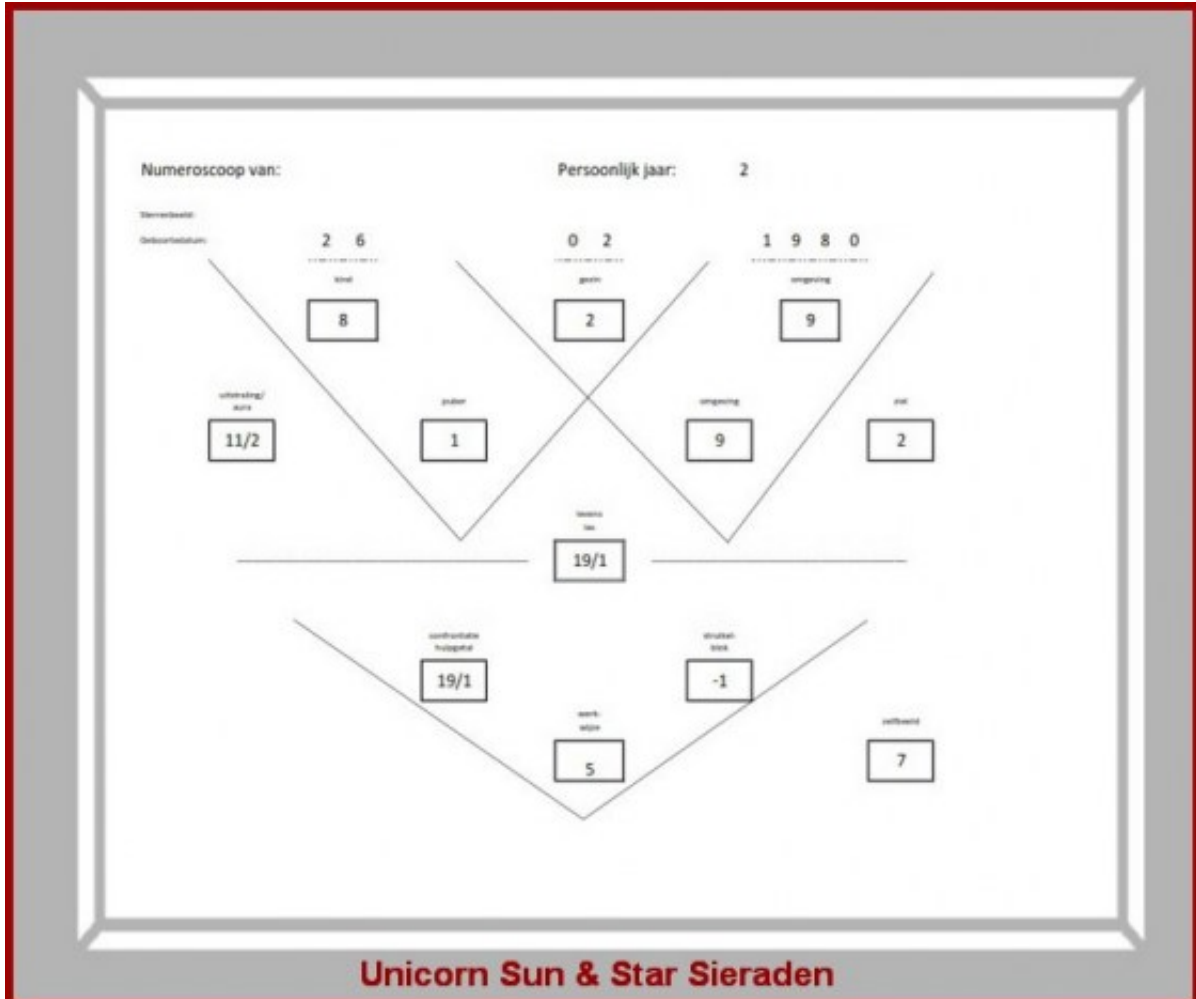 Numeroscoop van: Persoonlijk jaar: 2
Sterrenbeeld:
Geboortedatum: 2 6 0 2 1 9 8 0
kind gezin omgeving
8 2 9
uitstraling/
aura puber omgeving ziel
11/2 1 9 2
levens
les
19/1
confrontatie struikel-
hulpgetal blok
19/1 -1
werk-
wijze zelfbeeld
5 7
Unicorn Sun & Star Sieraden